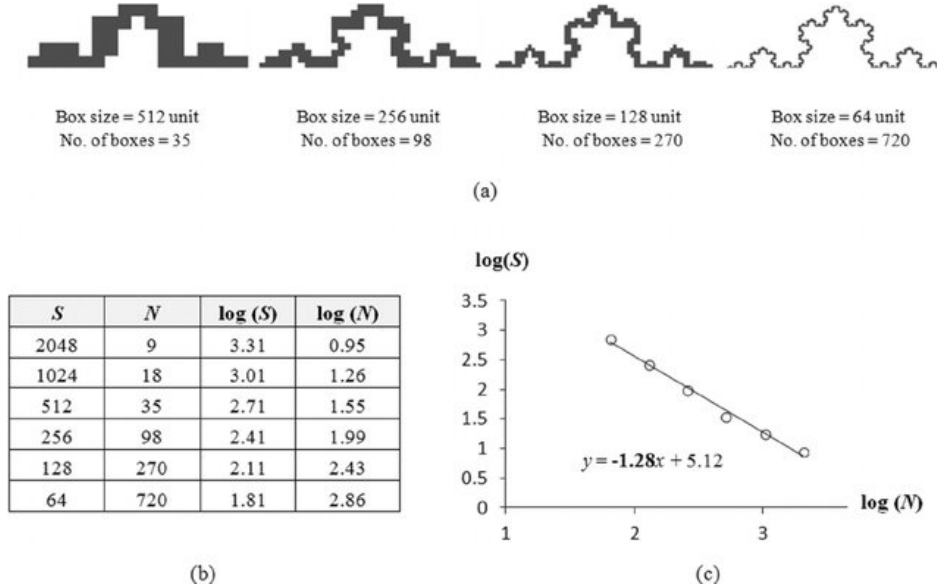 Box size = 512 unit
No. of boxes = 35
Box size = 256 unit
No. of boxes = 98
Box size = 128 unit
No. of boxes = 270
Box size = 64 unit
No. of boxes = 720
(a)
S N log (S) log (N)
2048 9 3.31 0.95
1024 18 3.01 1.26
512 35 2.71 1.55
256 98 2.41 1.99
128 270 2.11 2.43
64 720 1.81 2.86
(b)
log(S)
3.5
3
2.5
2
1.5
1
0.5
0
y = -1.28x + 5.12
log (N)
1 2 3
(c)